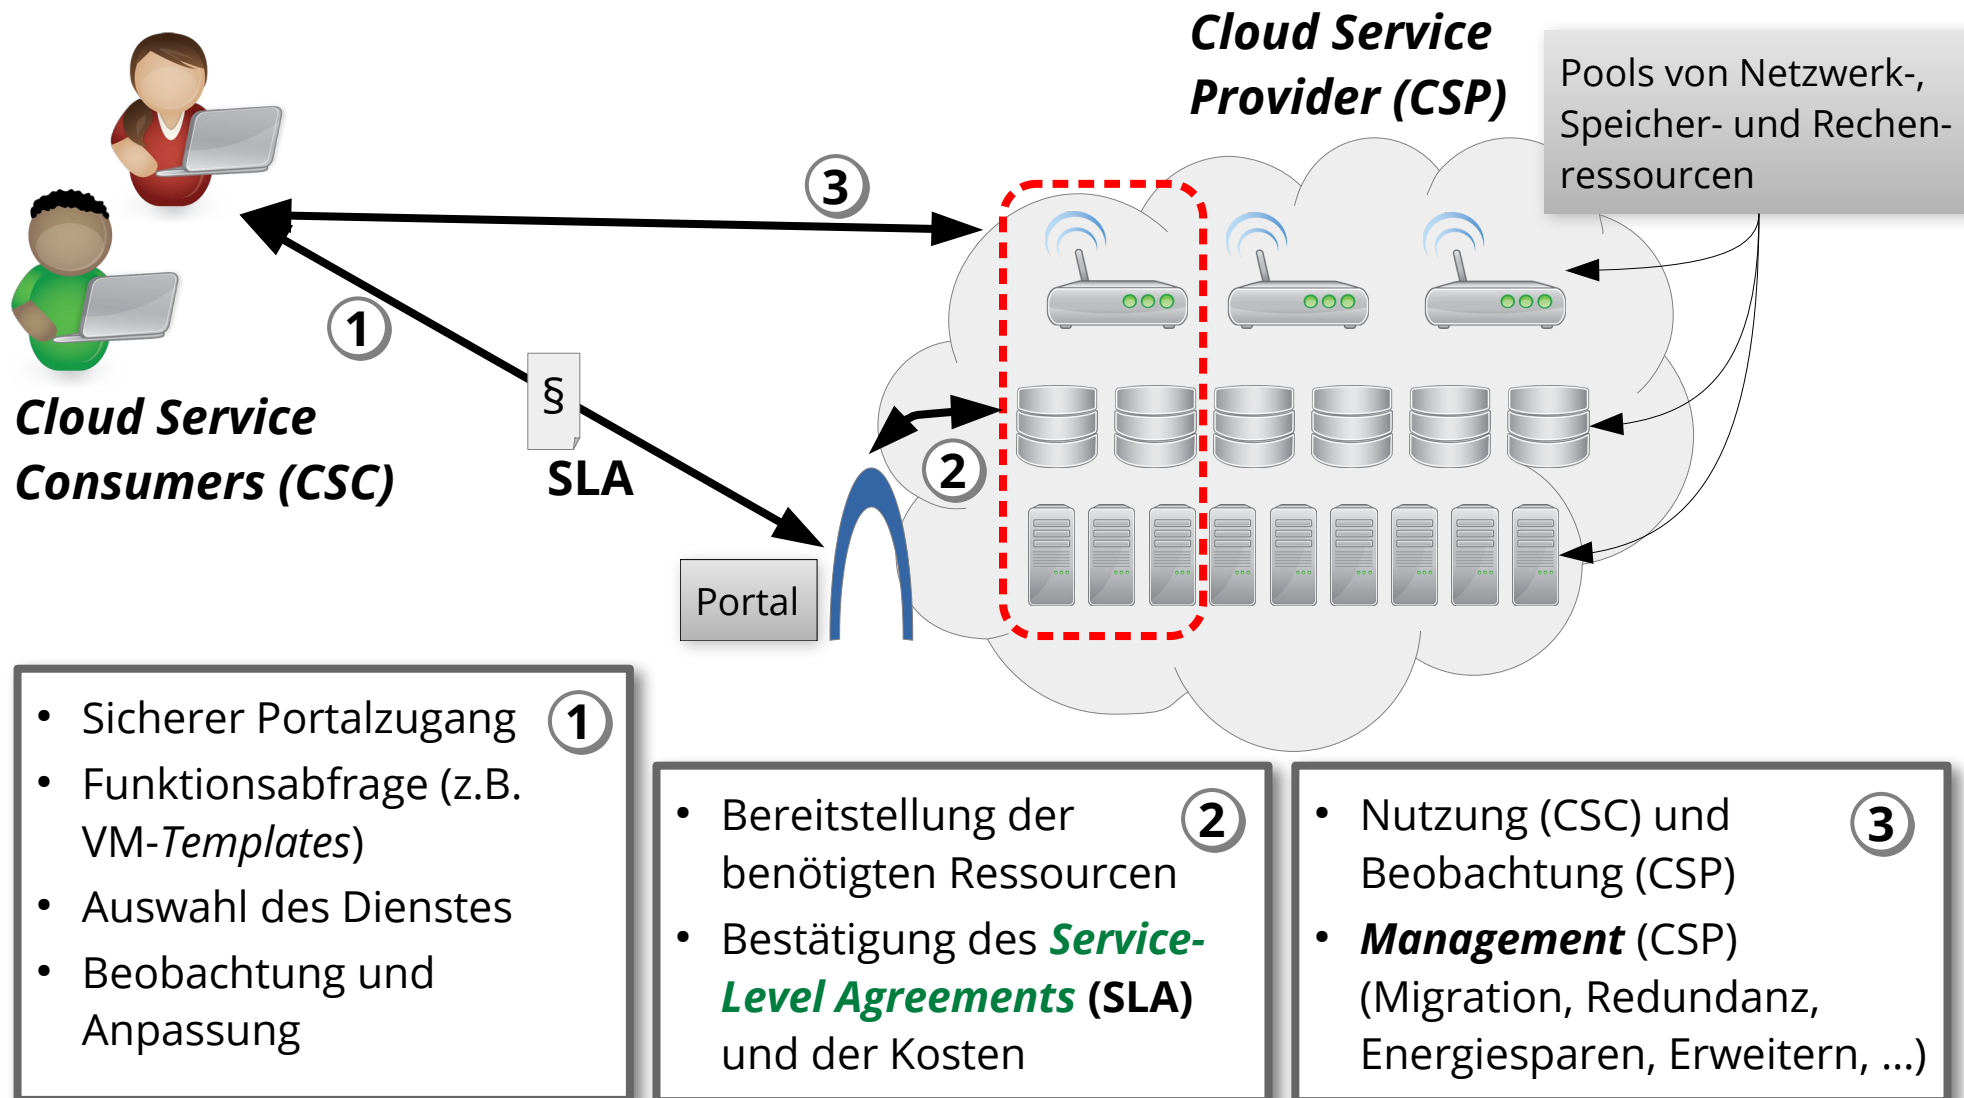 Cloud Service
Provider (CSP)
Pools von Netzwerk-,
Speicher- und Rechen-
ressourcen
3
1
§
SLA
Cloud Service
Consumers (CSC)
2
Portal
• Sicherer Portalzugang
1
• Funktionsabfrage (z.B.
VM-Templates)
• Auswahl des Dienstes
• Beobachtung und
Anpassung
• Bereitstellung der
2
benötigten Ressourcen
• Bestätigung des Service-
Level Agreements (SLA)
und der Kosten
• Nutzung (CSC) und
3
Beobachtung (CSP)
• Management (CSP)
(Migration, Redundanz,
Energiesparen, Erweitern, ...)